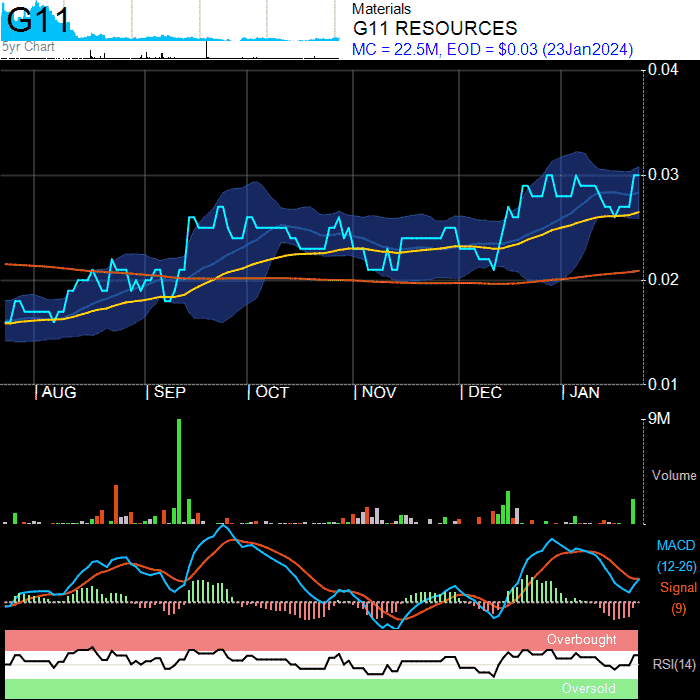 G11
5yr Chart
Materials
G11 RESOURCES
MC = 22.5M, EOD = $0.03 (23Jan2024)
0.04
0.03
0.02
0.01
AUG SEP OCT NOV DEC JAN
9M
Volume
MACD
(12-26)
Signal
(9)
Overbought
RSI(14)
Oversold